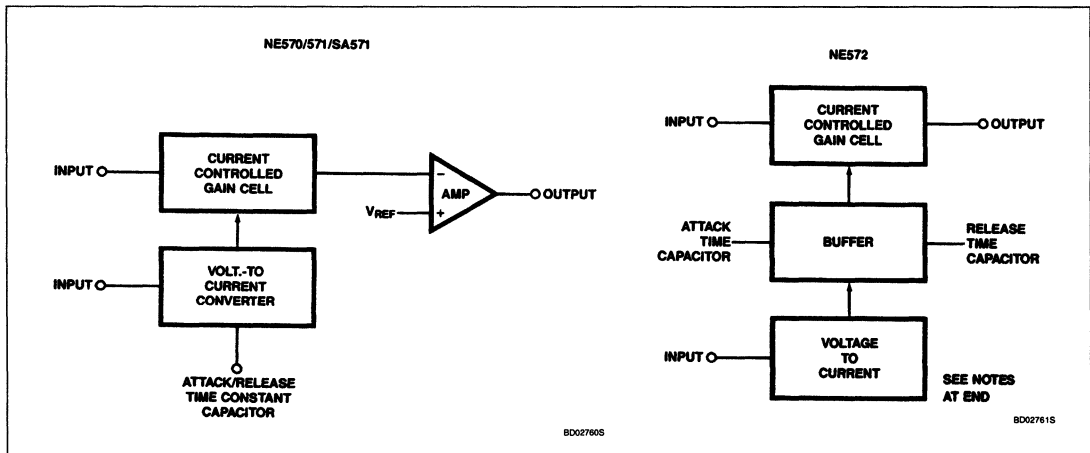 NE570/571/SA571
CURRENT
CONTROLLED
GAIN CELL
INPUT
−
AMP
+
VREF
OUTPUT
INPUT
VOLT.-TO
CURRENT
CONVERTER
ATTACK/RELEASE
TIME CONSTANT
CAPACITOR
BD02760S
NE572
INPUT
CURRENT
CONTROLLED
GAIN CELL
OUTPUT
ATTACK
TIME
CAPACITOR
BUFFER
RELEASE
TIME
CAPACITOR
INPUT
VOLTAGE
TO
CURRENT
SEE NOTES
AT END
BD02761S